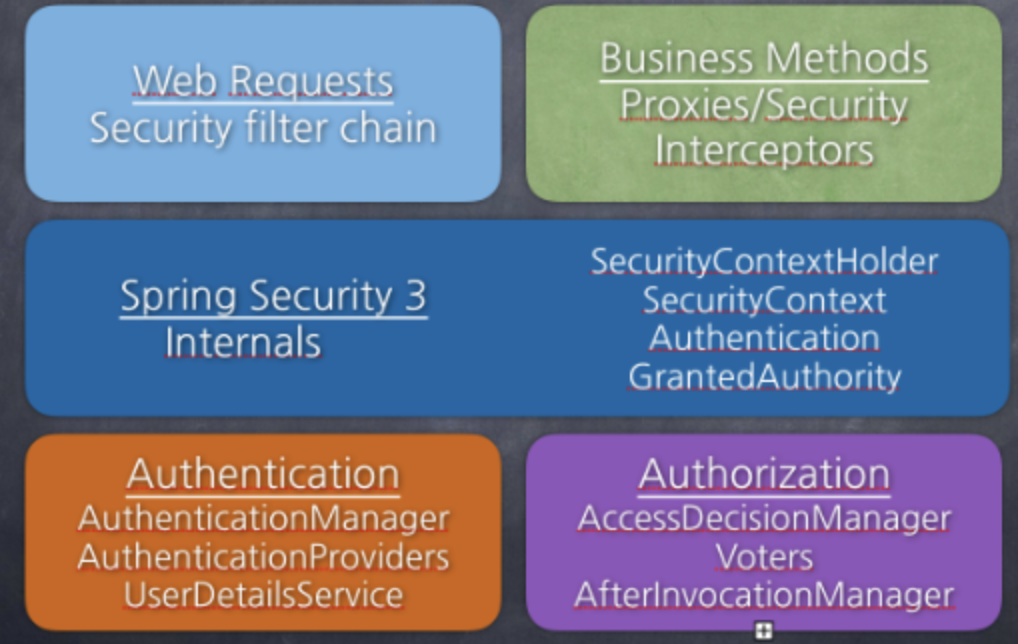 Web Requests
Security filter chain
Business Methods
Proxies/Security
Interceptors
Spring Security 3
Internals
SecurityContextHolder
SecurityContext
Authentication
GrantedAuthority
Authentication
AuthenticationManager
AuthenticationProviders
UserDetailsService
Authorization
AccessDecisionManager
Voters
AfterInvocationManager